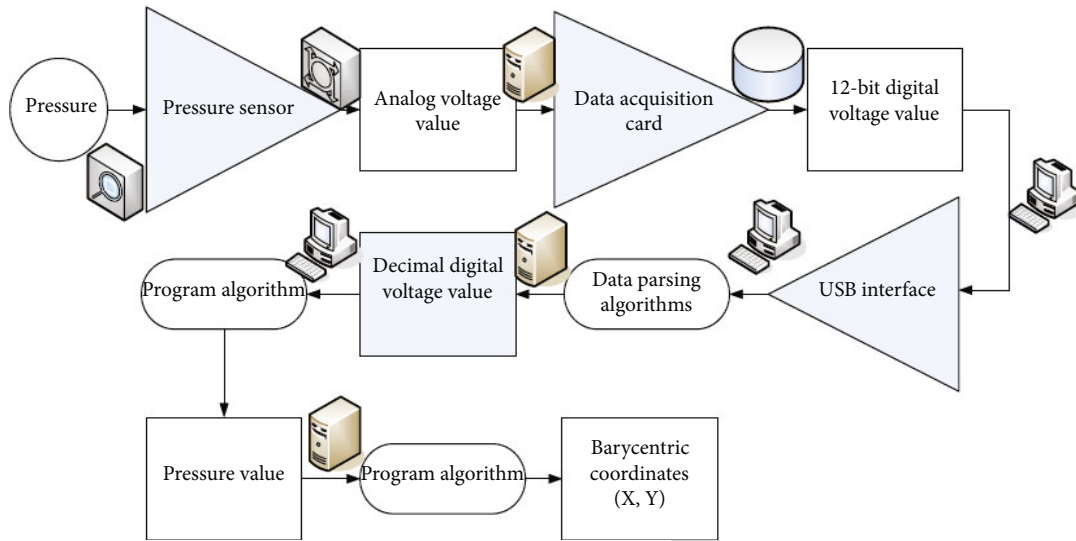 Pressure
Pressure sensor
Analog voltage
value
Data acquisition
card
12-bit digital
voltage value
USB interface
Data parsing
algorithms
Decimal digital
voltage value
Program algorithm
Pressure value
Program algorithm
Barycentric
coordinates
(X, Y)